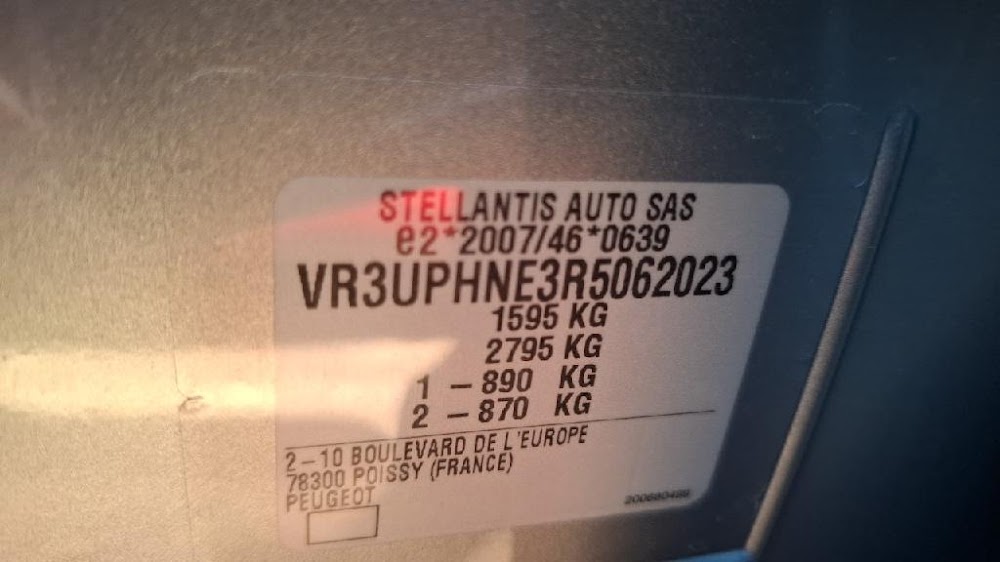 STELLANTIS AUTO SAS
e2*2007/46*0639
VR3UPHNE3R5062023
1595 KG
2795 KG
1 – 890 KG
2 – 870 KG
2–10 BOULEVARD DE L'EUROPE
78300 POISSY (FRANCE)
PEUGEOT